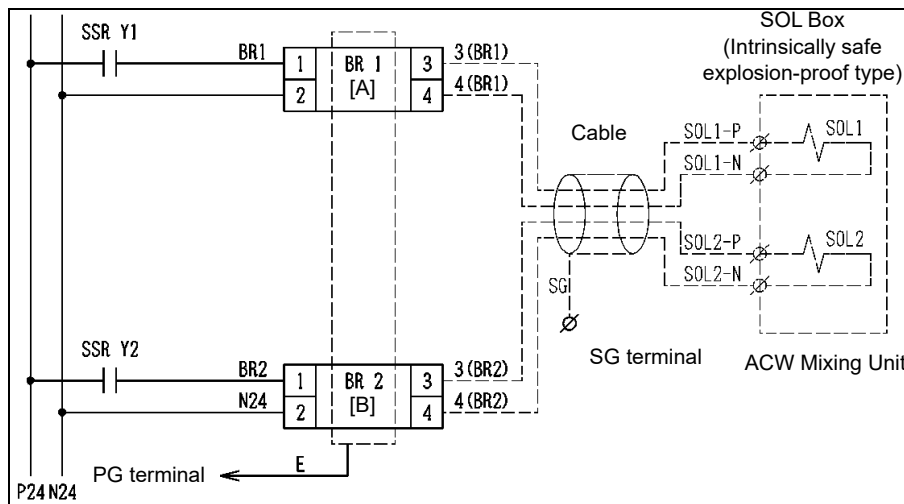 SOL Box
(Intrinsically safe
explosion-proof type)
SSR Y1
BR1
1
2
BR 1
[A]
3
4
3(BR1)
4(BR1)
Cable
SOL1-P
SOL1
SOL1-N
SOL2-P
SOL2
SOL2-N
SG
SG terminal
ACW Mixing Unit
SSR Y2
BR2
N24
1
2
BR 2
[B]
3
4
3(BR2)
4(BR2)
PG terminal
E
P24 N24